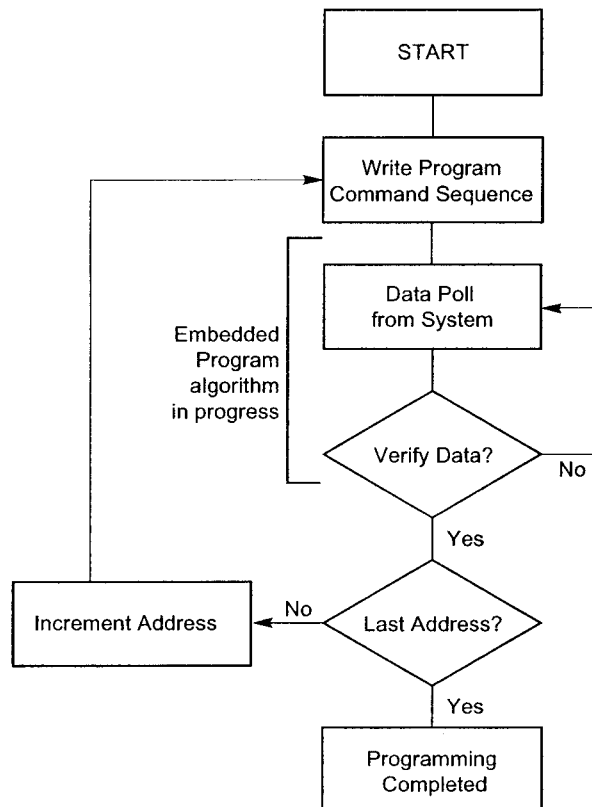 START
Write Program
Command Sequence
Data Poll
from System
Embedded
Program
algorithm
in progress
Verify Data?
No
Yes
Increment Address
No
Last Address?
Yes
Programming
Completed